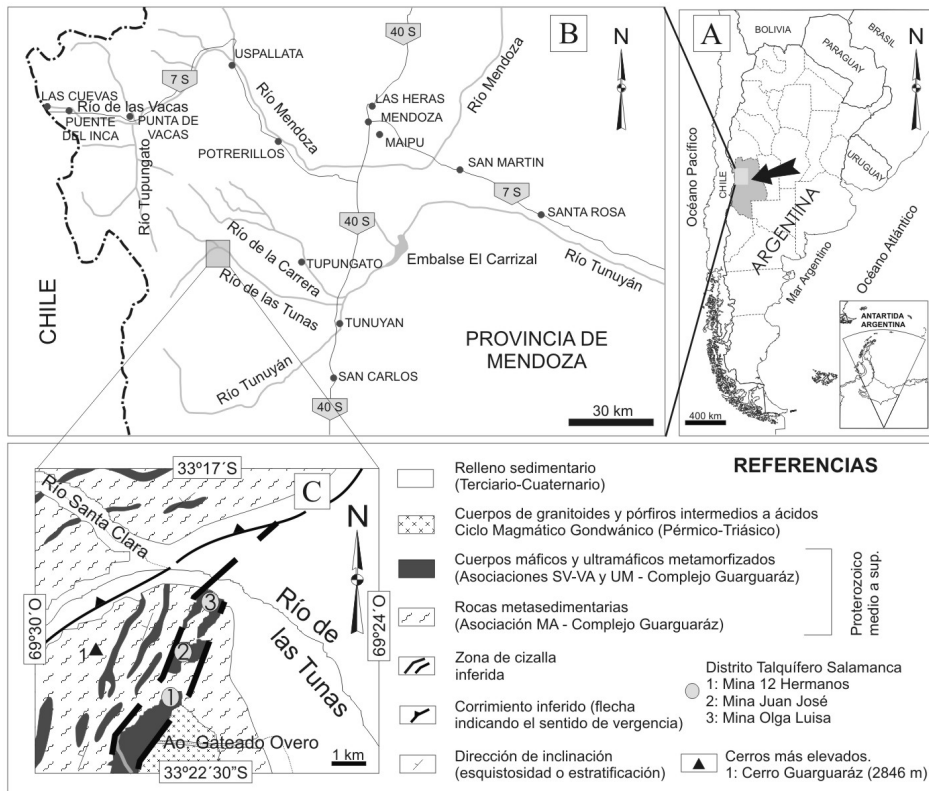 B
N
40 S
USPALLATA
7 S
LAS CUEVAS
Río de las Vacas
PUENTE
DEL INCA
PUNTA DE
VACAS
Río Mendoza
Río Mendoza
LAS HERAS
MENDOZA
MAIPU
POTRERILLOS
SAN MARTIN
7 S
SANTA ROSA
Río Tupungato
40 S
Río de la Carrera
TUPUNGATO
Embalse El Carrizal
Río Tunuyán
Río de las Tunas
CHILE
TUNUYAN
PROVINCIA DE
MENDOZA
Río Tunuyán
SAN CARLOS
40 S
30 km
A
N
BOLIVIA
BRASIL
PARAGUAY
URUGUAY
Océano Pacífico
CHILE
ARGENTINA
Mar Argentino
Océano Atlántico
ANTARTIDA
ARGENTINA
400 km
33º17´S
C
N
Río Santa Clara
69º30´O
69º24´O
Río de
las Tunas
3
2
1
1
Ao. Gateado Overo
33º22´30”S
1 km
REFERENCIAS
Relleno sedimentario
(Terciario-Cuaternario)
Cuerpos de granitoides y pórfiros intermedios a ácidos
Ciclo Magmático Gondwánico (Pérmico-Triásico)
Cuerpos máficos y ultramáficos metamorfizados
(Asociaciones SV-VA y UM - Complejo Guarguaráz)
Rocas metasedimentarias
(Asociación MA - Complejo Guarguaráz)
Proterozoico
medio a sup.
Zona de cizalla
inferida
Corrimiento inferido (flecha
indicando el sentido de vergencia)
Dirección de inclinación
(esquistosidad o estratificación)
Distrito Talquífero Salamanca
1: Mina 12 Hermanos
2: Mina Juan José
3: Mina Olga Luisa
Cerros más elevados.
1: Cerro Guarguaráz (2846 m)